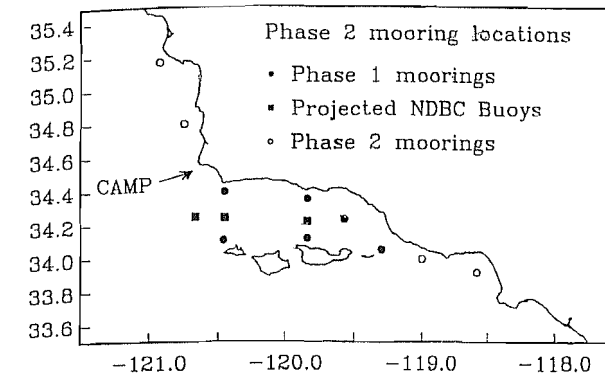 Phase 2 mooring locations
Phase 1 moorings
Projected NDBC Buoys
Phase 2 moorings
CAMP
35.4
35.2
35.0
34.8
34.6
34.4
34.2
34.0
33.8
33.6
-121.0
-120.0
-119.0
-118.0